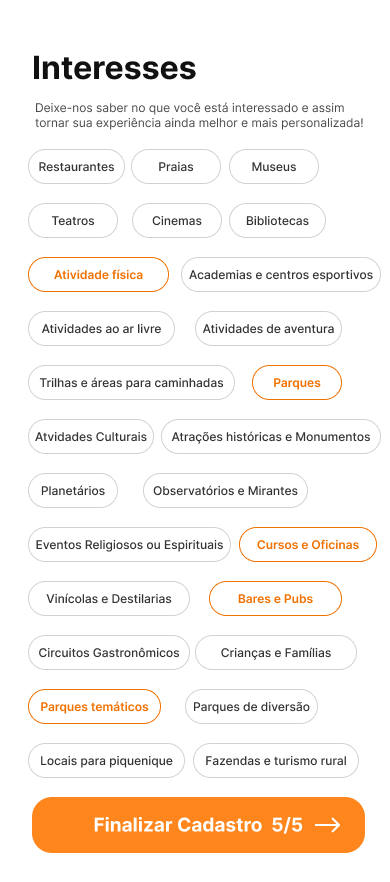 Interesses
Deixe-nos saber no que você está interessado e assim
tornar sua experiência ainda melhor e mais personalizada!
Restaurantes Praias Museus
Teatros Cinemas Bibliotecas
Atividade física Academias e centros esportivos
Atividades ao ar livre Atividades de aventura
Trilhas e áreas para caminhadas Parques
Atvidades Culturais Atrações históricas e Monumentos
Planetários Observatórios e Mirantes
Eventos Religiosos ou Espirituais Cursos e Oficinas
Vinícolas e Destilarias Bares e Pubs
Circuitos Gastronômicos Crianças e Famílias
Parques temáticos Parques de diversão
Locais para piquenique Fazendas e turismo rural
Finalizar Cadastro 5/5 →